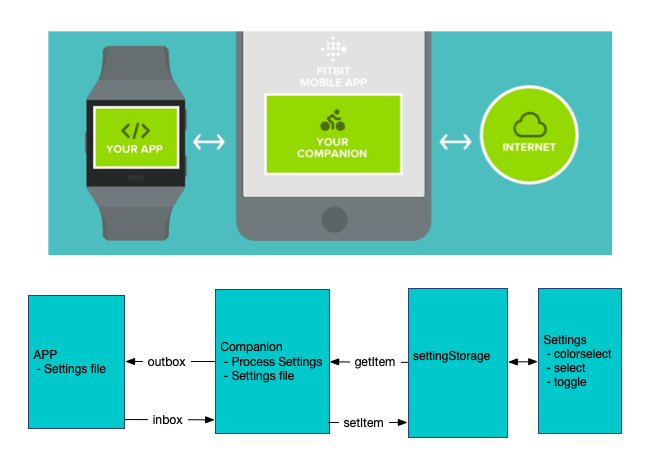 FITBIT
MOBILE APP
</>
YOUR APP
fitbit
YOUR
COMPANION
INTERNET
APP
- Settings file
outbox
inbox
Companion
- Process Settings
- Settings file
getItem
setItem
settingStorage
Settings
- colorselect
- select
- toggle